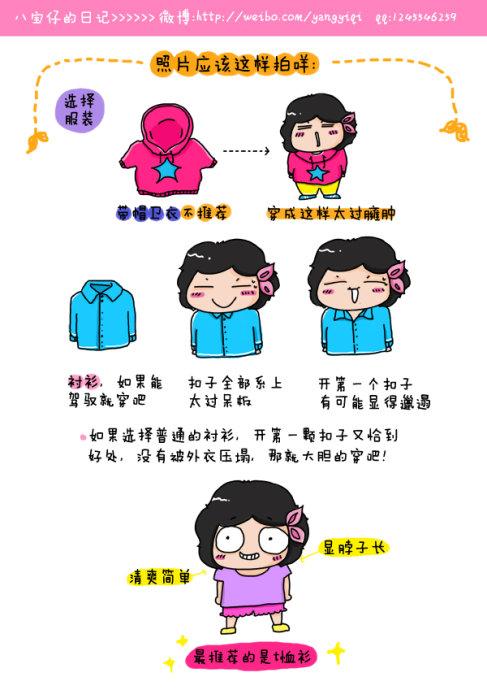 八宝仔的日记>>>>>>微博:http://weibo.com/yangyiqi qq:1245546259
照片应该这样拍咩:
选择
服装
带帽卫衣不推荐
穿成这样太过臃肿
衬衫,如果能
驾驭就穿吧
扣子全部系上
太过呆板
开第一个扣子
有可能显得邋遢
如果选择普通的衬衫,开第一颗扣子又恰到
好处,没有被外衣压塌,那就大胆的穿吧!
显脖子长
清爽简单
最推荐的是t恤衫